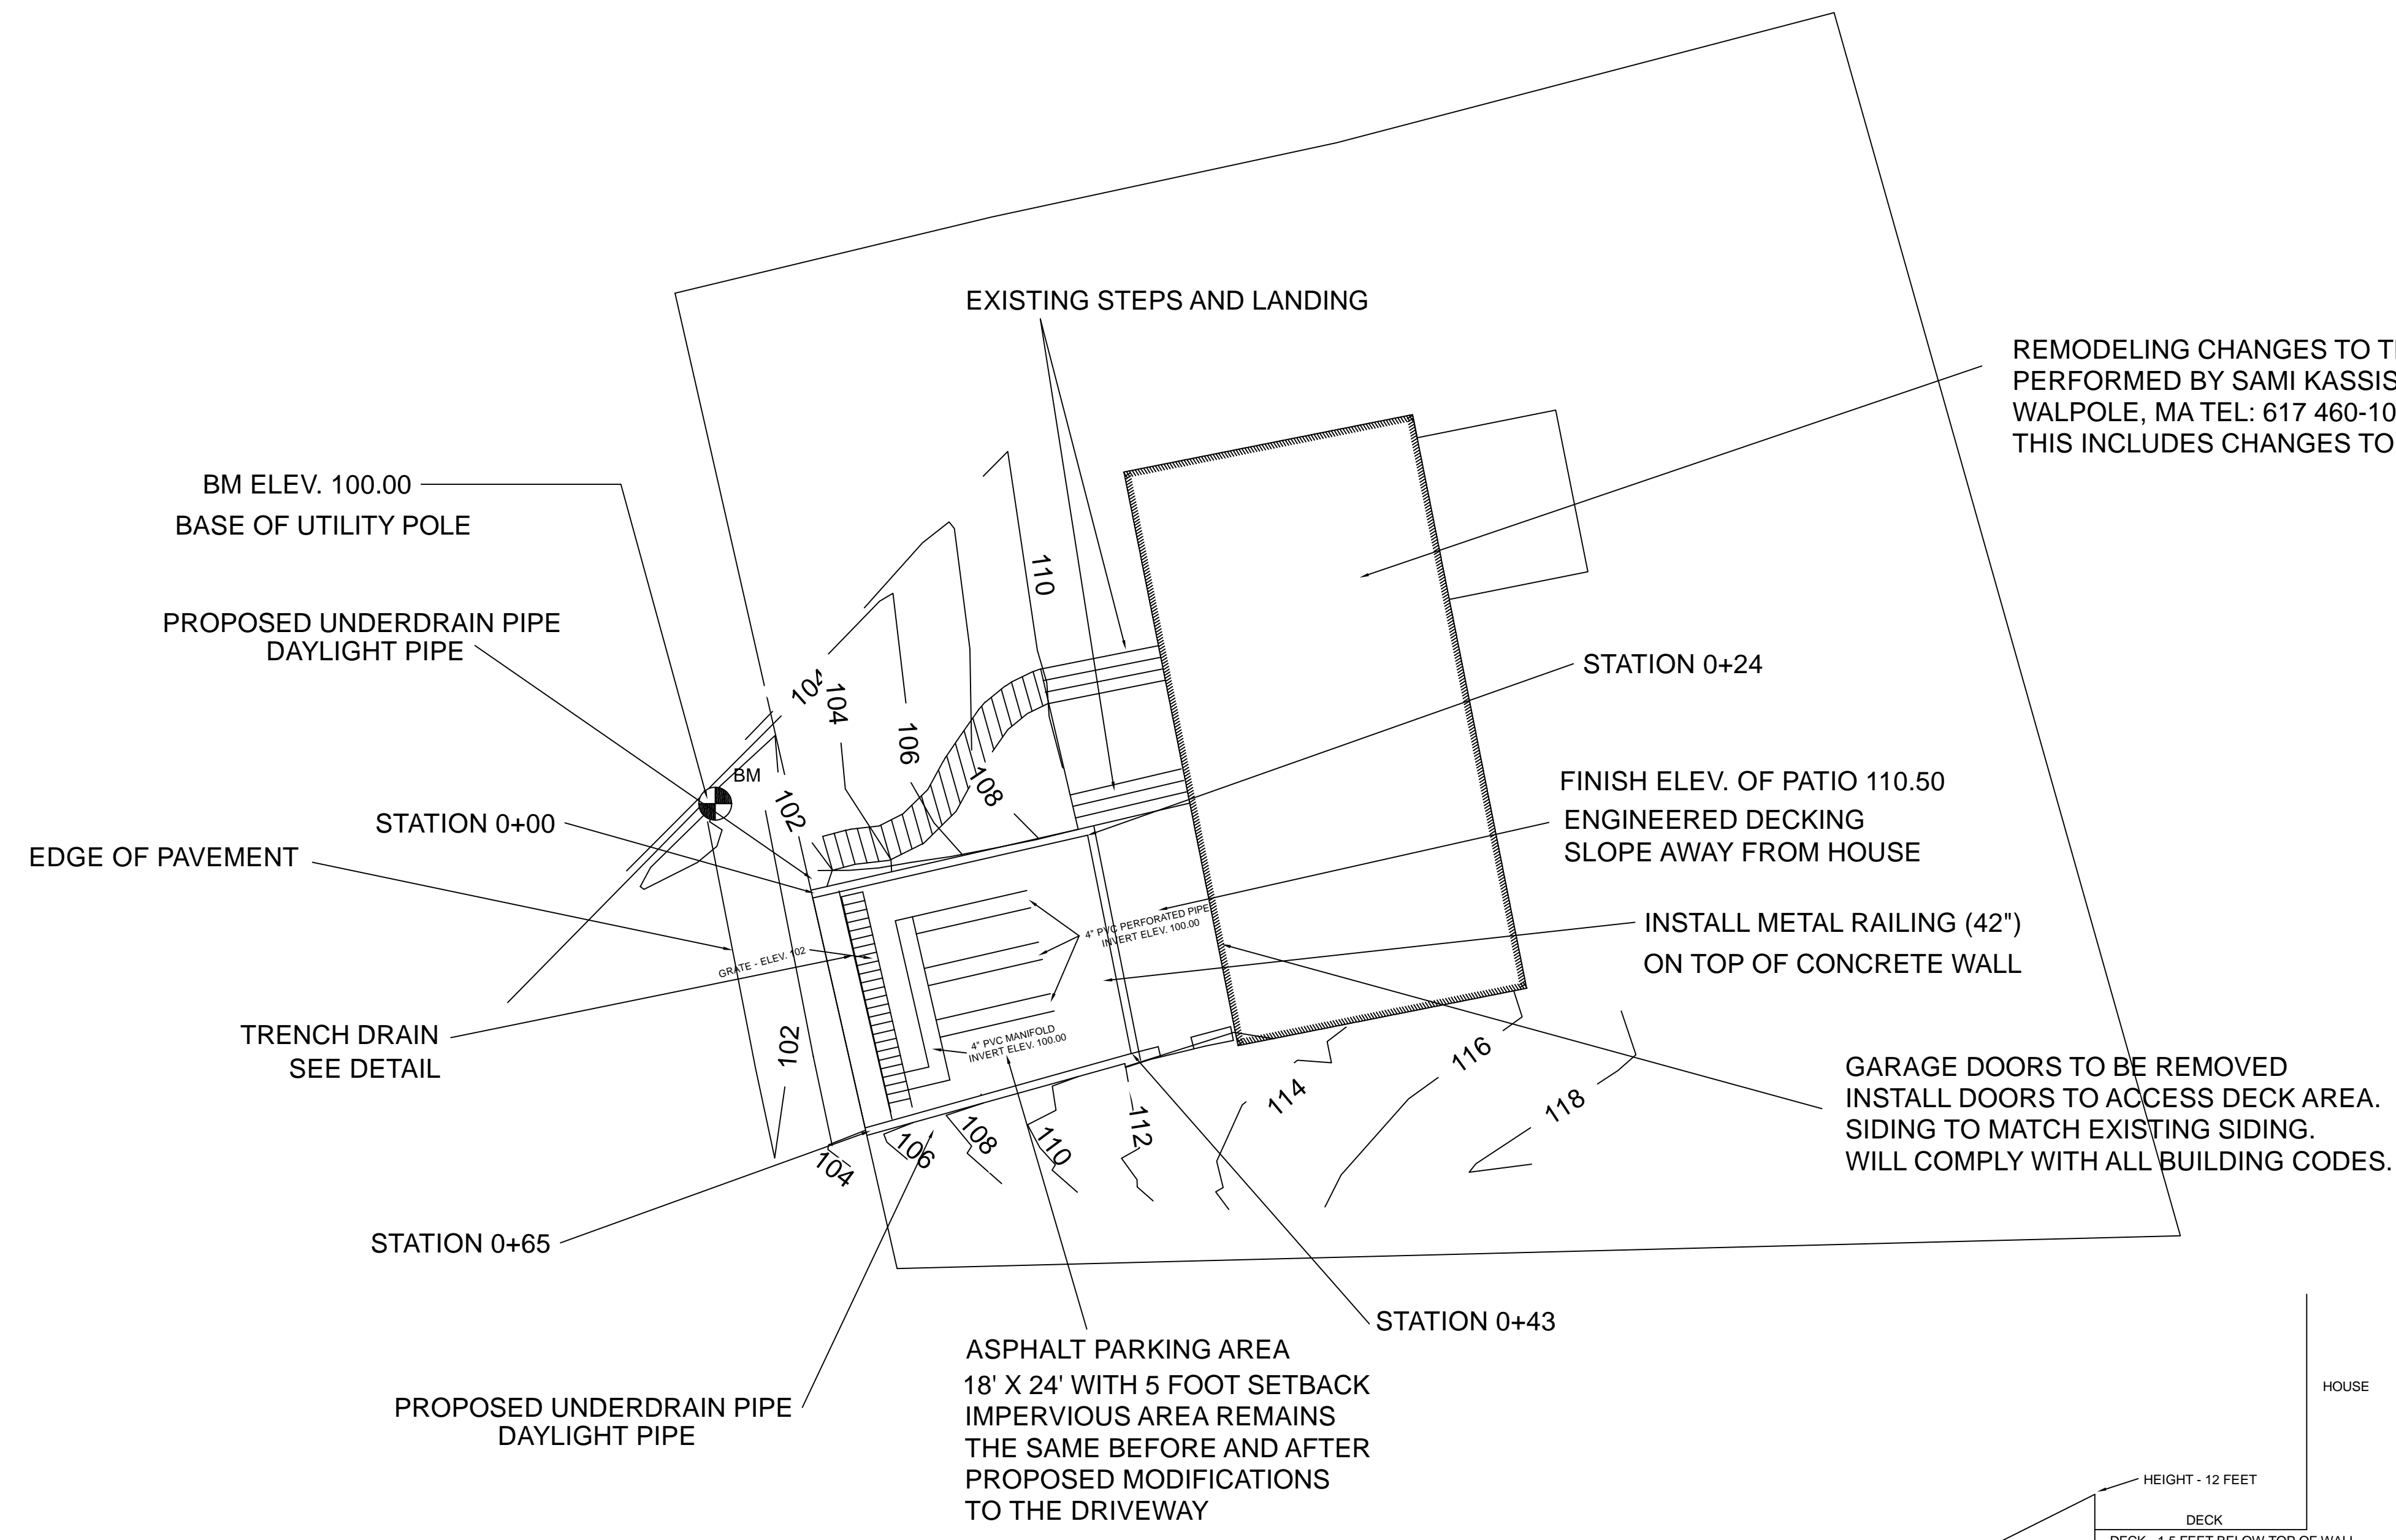 EXISTING STEPS AND LANDING
REMODELING CHANGES TO
PERFORMED BY SAMI KASSIS
WALPOLE, MA TEL: 617 460-10
THIS INCLUDES CHANGES TO
BM ELEV. 100.00
BASE OF UTILITY POLE
PROPOSED UNDERDRAIN PIPE
DAYLIGHT PIPE
110
104
106
108
BM
102
STATION 0+24
STATION 0+00
EDGE OF PAVEMENT
FINISH ELEV. OF PATIO 110.50
ENGINEERED DECKING
SLOPE AWAY FROM HOUSE
4" PVC PERFORATED PIPE
INVERT ELEV. 100.00
INSTALL METAL RAILING (42")
ON TOP OF CONCRETE WALL
GRATE - ELEV. 102
TRENCH DRAIN
SEE DETAIL
102
4" PVC MANIFOLD
INVERT ELEV. 100.00
104
106
108
110
112
114
116
118
GARAGE DOORS TO BE REMOVED
INSTALL DOORS TO ACCESS DECK AREA.
SIDING TO MATCH EXISTING SIDING.
WILL COMPLY WITH ALL BUILDING CODES.
STATION 0+65
STATION 0+43
PROPOSED UNDERDRAIN PIPE
DAYLIGHT PIPE
ASPHALT PARKING AREA
18' X 24' WITH 5 FOOT SETBACK
IMPERVIOUS AREA REMAINS
THE SAME BEFORE AND AFTER
PROPOSED MODIFICATIONS
TO THE DRIVEWAY
HOUSE
HEIGHT - 12 FEET
DECK
DECK - 1.5 FEET BELOW TOP OF WALL